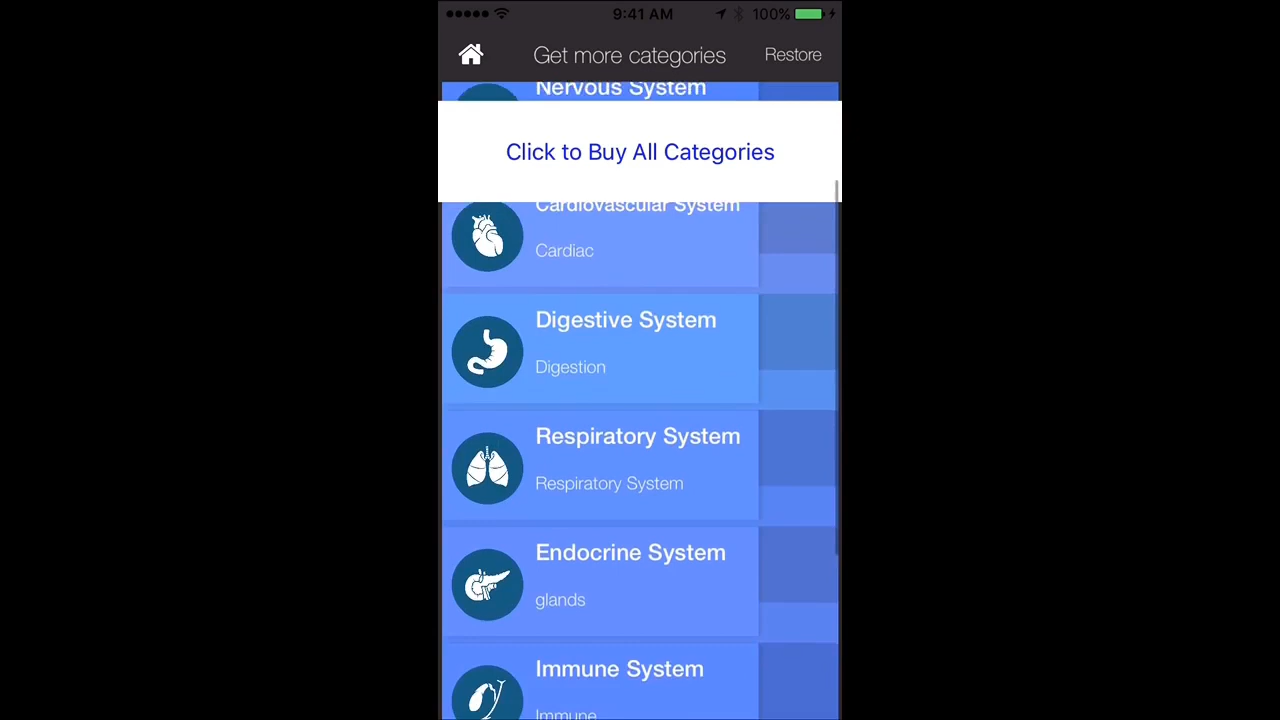 9:41 AM 100%
Get more categories Restore
Nervous System
Click to Buy All Categories
Cardiovascular System
Cardiac
Digestive System
Digestion
Respiratory System
Respiratory System
Endocrine System
glands
Immune System
Immune